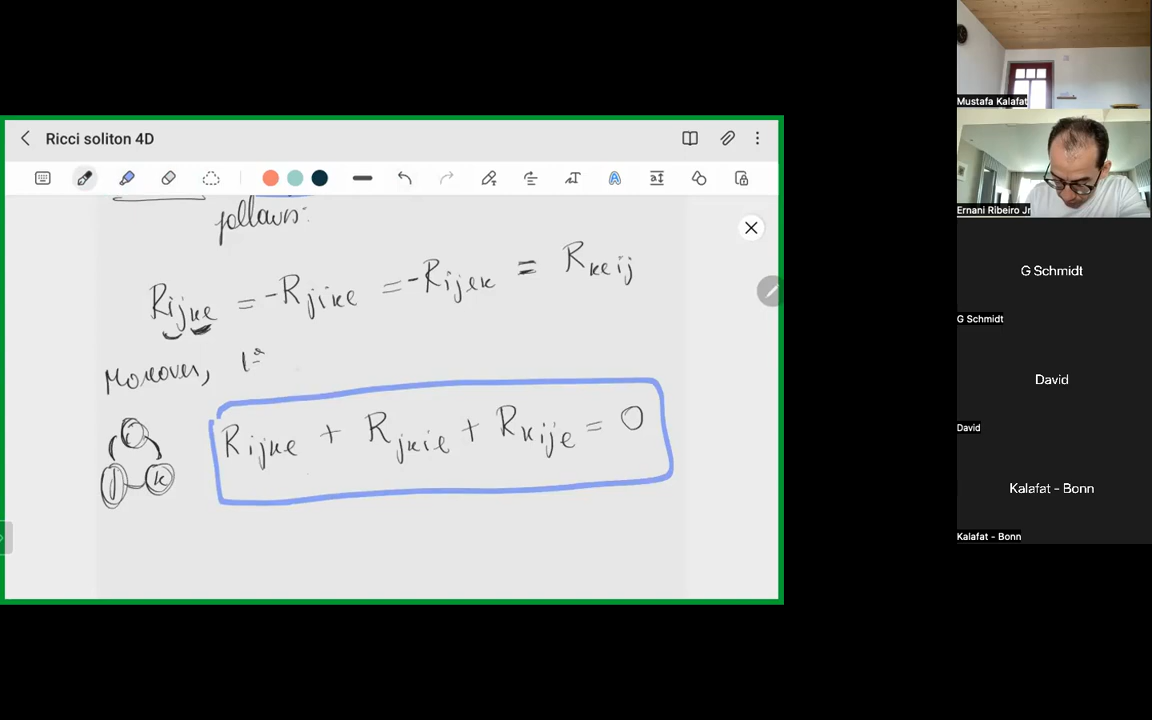 Ricci soliton 4D
follows:
Rijkl = -Rjikl = -Rijlk = Rklij
Moreover, 1ª
Rijkl + Rjkil + Rkijl = 0
i
j k
Mustafa Kalafat
Ernani Ribeiro Jr
G Schmidt
G Schmidt
David
David
Kalafat - Bonn
Kalafat - Bonn